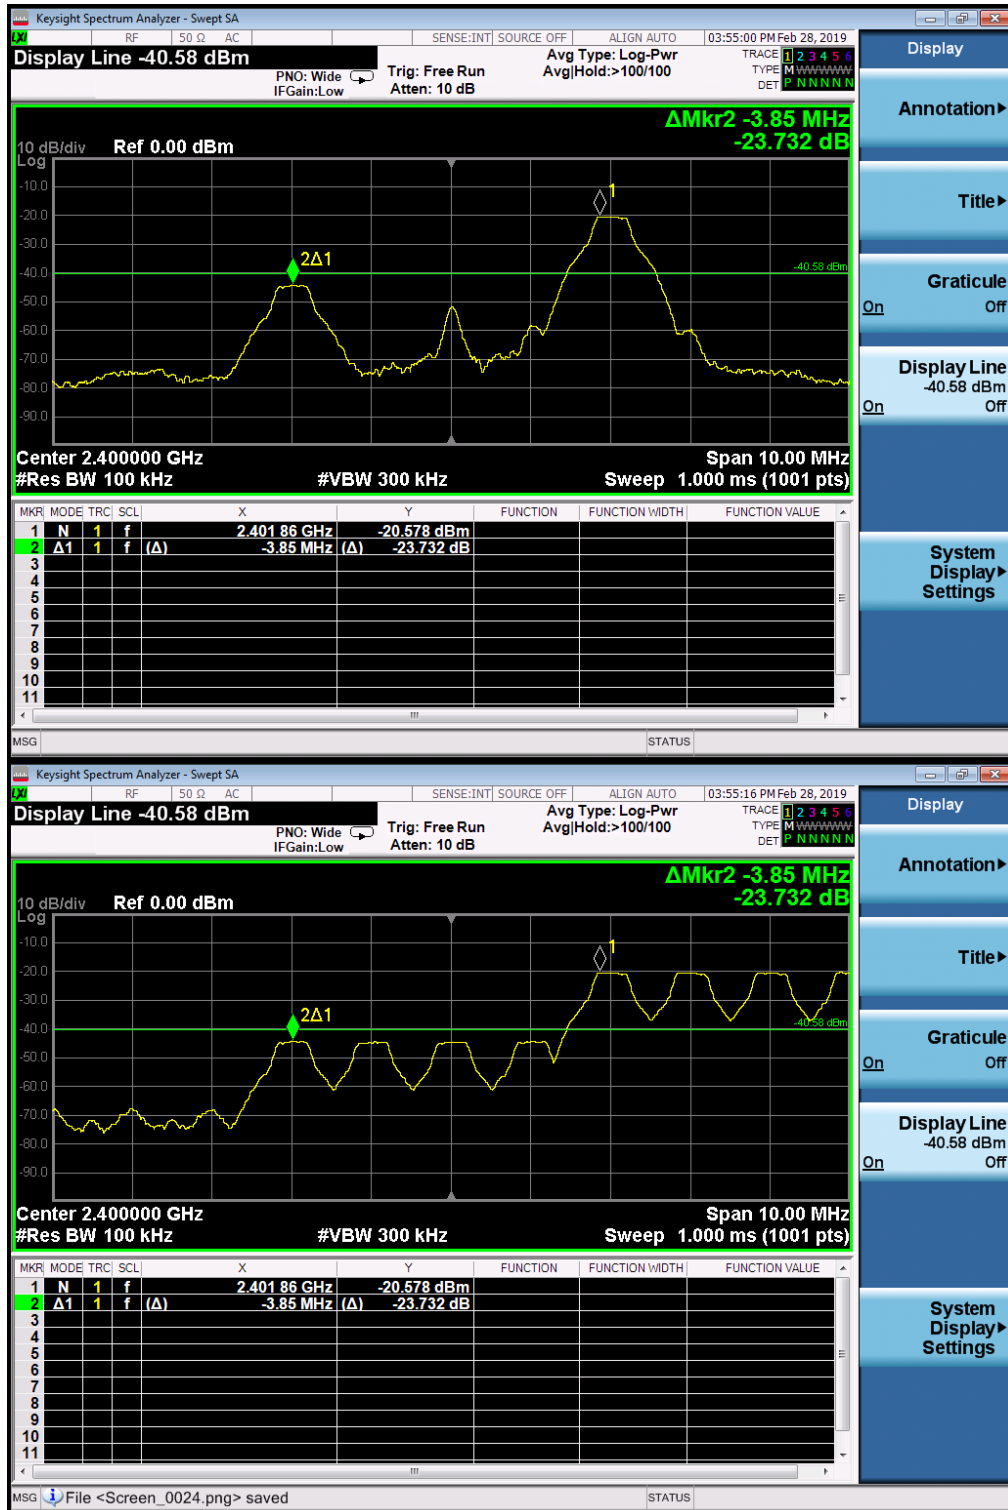 Keysight Spectrum Analyzer - Swept SA
LXI RF 50 Ω AC SENSE:INT SOURCE OFF ALIGN AUTO 03:55:00 PM Feb 28, 2019
Display Line -40.58 dBm
PNO: Wide
IFGain:Low
Trig: Free Run
Atten: 10 dB
Avg Type: Log-Pwr
Avg|Hold:>100/100
TRACE 1 2 3 4 5 6
TYPE M WWWWW
DET P N N N N N
ΔMkr2 -3.85 MHz
-23.732 dB
10 dB/div Ref 0.00 dBm
Log
-10.0
-20.0
-30.0
-40.0
-50.0
-60.0
-70.0
-80.0
-90.0
1
2Δ1
-40.58 dBm
Center 2.400000 GHz Span 10.00 MHz
#Res BW 100 kHz #VBW 300 kHz Sweep 1.000 ms (1001 pts)
MKR MODE TRC SCL X Y FUNCTION FUNCTION WIDTH FUNCTION VALUE
1 N 1 f 2.401 86 GHz -20.578 dBm
2 Δ1 1 f (Δ) -3.85 MHz (Δ) -23.732 dB
3
4
5
6
7
8
9
10
11
MSG STATUS
Display
Annotation
Title
Graticule
On Off
Display Line
-40.58 dBm
On Off
System
Display
Settings
Keysight Spectrum Analyzer - Swept SA
LXI RF 50 Ω AC SENSE:INT SOURCE OFF ALIGN AUTO 03:55:16 PM Feb 28, 2019
Display Line -40.58 dBm
PNO: Wide
IFGain:Low
Trig: Free Run
Atten: 10 dB
Avg Type: Log-Pwr
Avg|Hold:>100/100
TRACE 1 2 3 4 5 6
TYPE M WWWWW
DET P N N N N N
ΔMkr2 -3.85 MHz
-23.732 dB
10 dB/div Ref 0.00 dBm
Log
-10.0
-20.0
-30.0
-40.0
-50.0
-60.0
-70.0
-80.0
-90.0
1
2Δ1
-40.58 dBm
Center 2.400000 GHz Span 10.00 MHz
#Res BW 100 kHz #VBW 300 kHz Sweep 1.000 ms (1001 pts)
MKR MODE TRC SCL X Y FUNCTION FUNCTION WIDTH FUNCTION VALUE
1 N 1 f 2.401 86 GHz -20.578 dBm
2 Δ1 1 f (Δ) -3.85 MHz (Δ) -23.732 dB
3
4
5
6
7
8
9
10
11
MSG File <Screen_0024.png> saved STATUS
Display
Annotation
Title
Graticule
On Off
Display Line
-40.58 dBm
On Off
System
Display
Settings